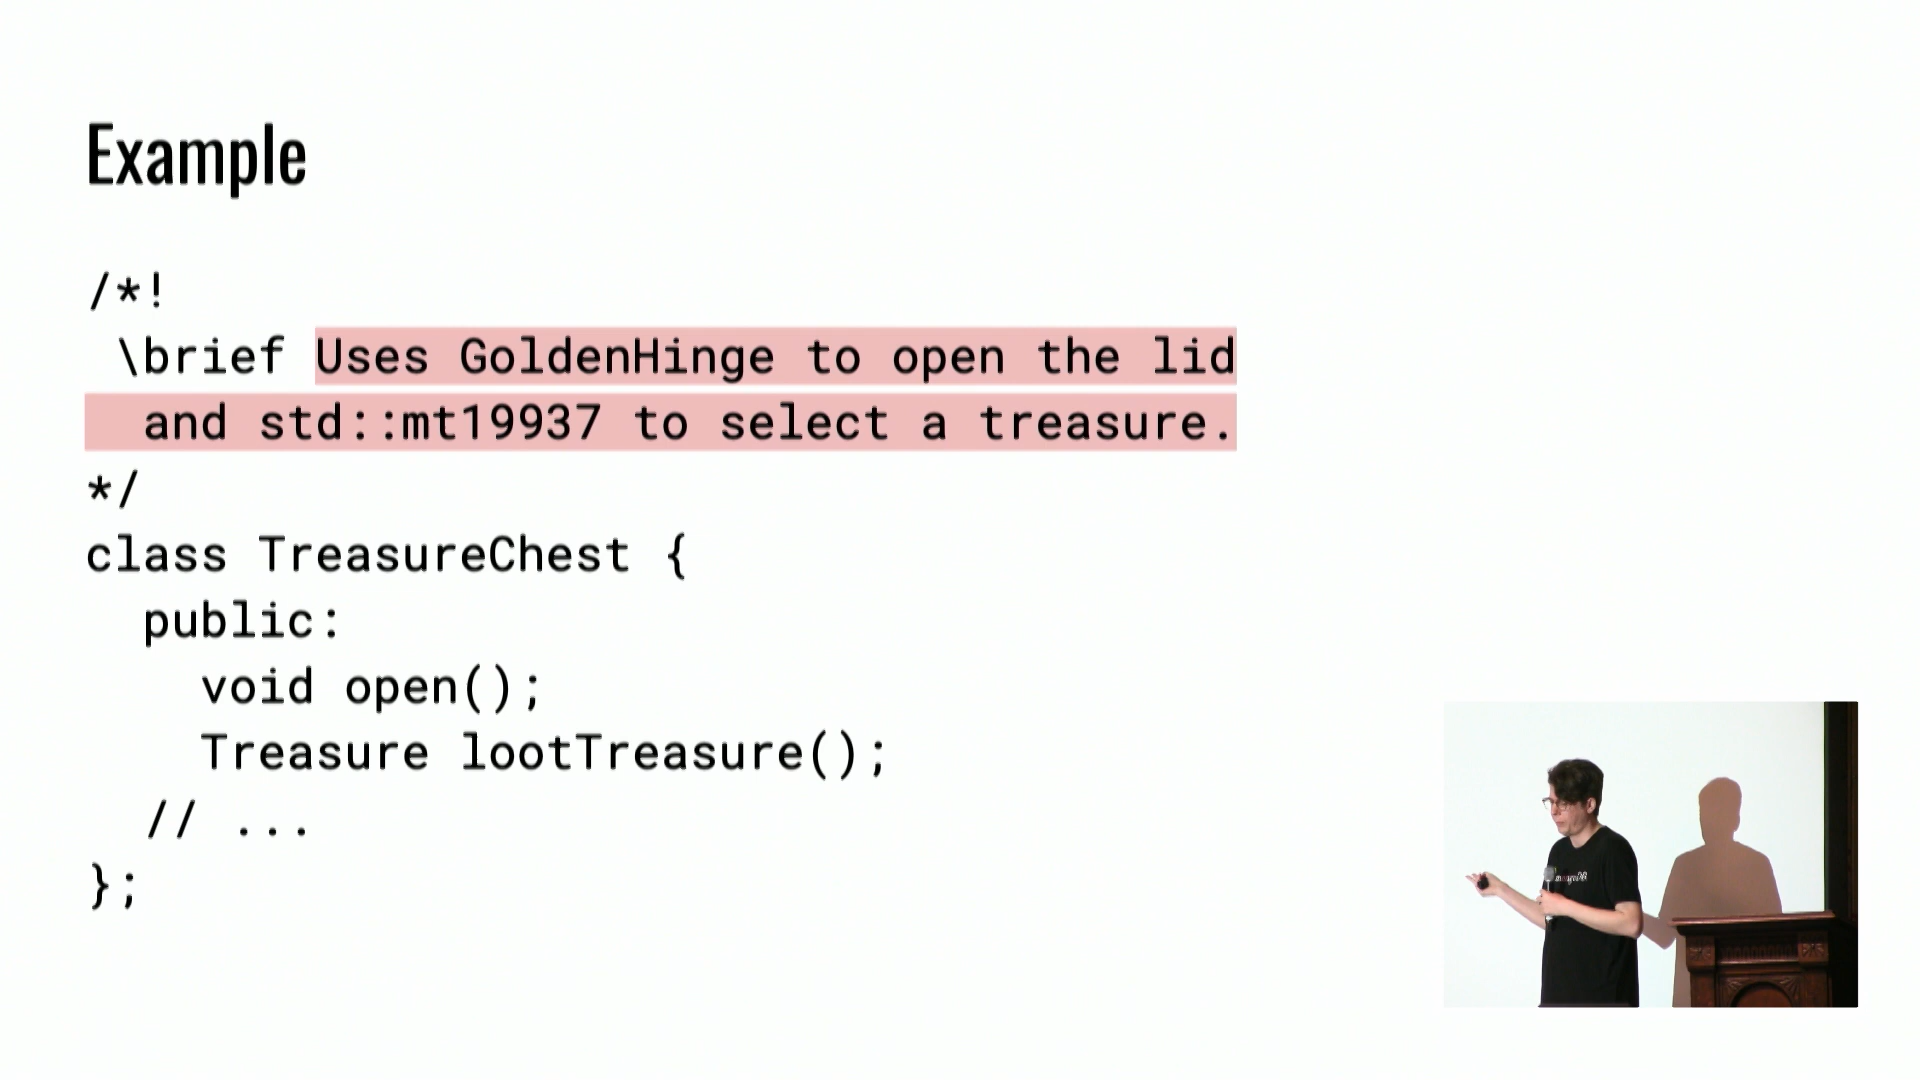 Example
/*!
\brief Uses GoldenHinge to open the lid
and std::mt19937 to select a treasure.
*/
class TreasureChest {
public:
void open();
Treasure lootTreasure();
// ...
};
mongoDB